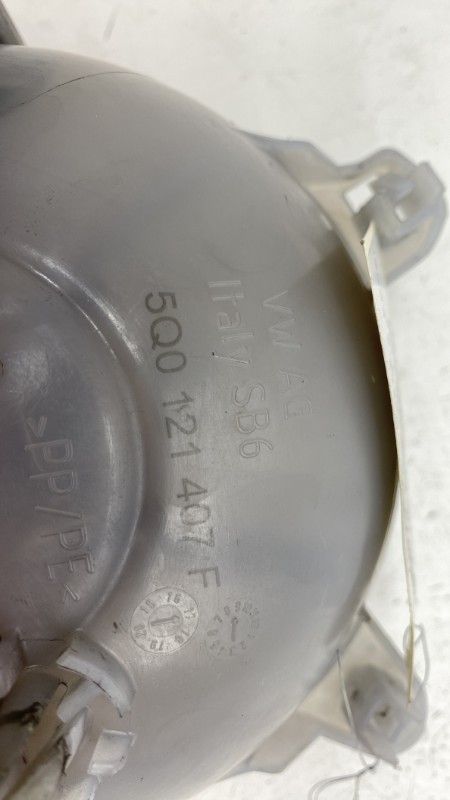 VW AG
Italy SB6
5Q0 121 407 F
>PP/PE<